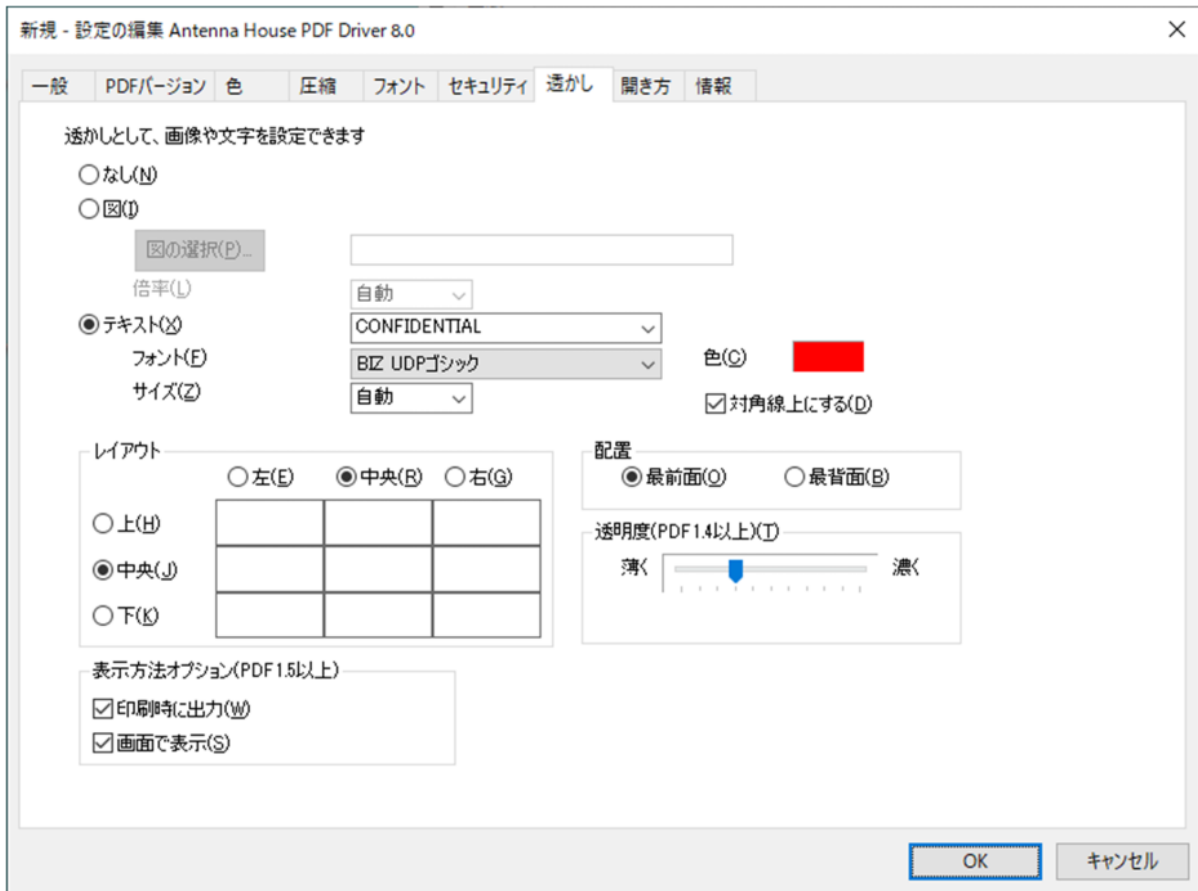 新規 - 設定の編集 Antenna House PDF Driver 8.0
一般 PDFバージョン 色 圧縮 フォント セキュリティ 透かし 開き方 情報
透かしとして、画像や文字を設定できます
なし(N)
図(I)
図の選択(P)...
倍率(L) 自動
テキスト(X) CONFIDENTIAL
フォント(F) BIZ UDPゴシック 色(C)
サイズ(Z) 自動 対角線上にする(D)
レイアウト 配置
左(E) 中央(R) 右(G) 最前面(O) 最背面(B)
上(H) 透明度(PDF1.4以上)(T)
中央(J) 薄く 濃く
下(K)
表示方法オプション(PDF1.5以上)
印刷時に出力(W)
画面で表示(S)
OK キャンセル